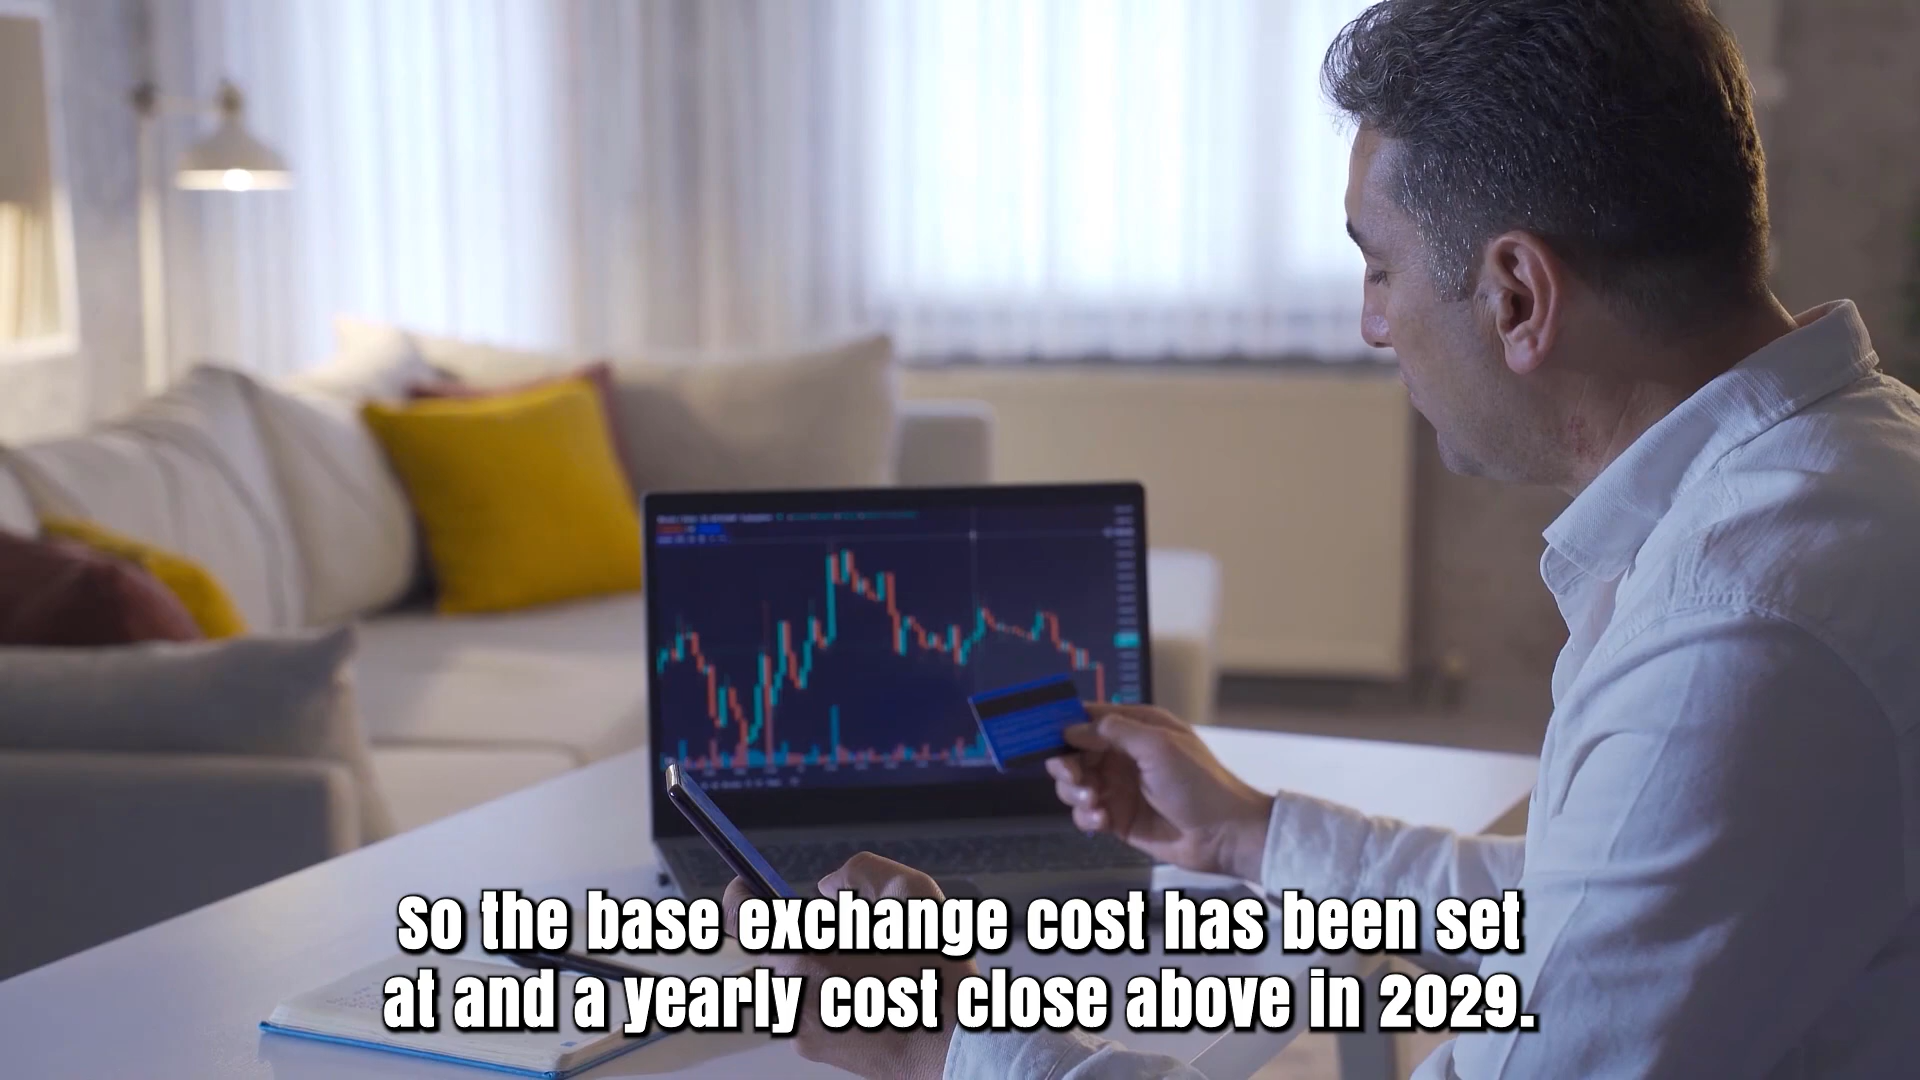 So the base exchange cost has been set
at and a yearly cost close above in 2029.